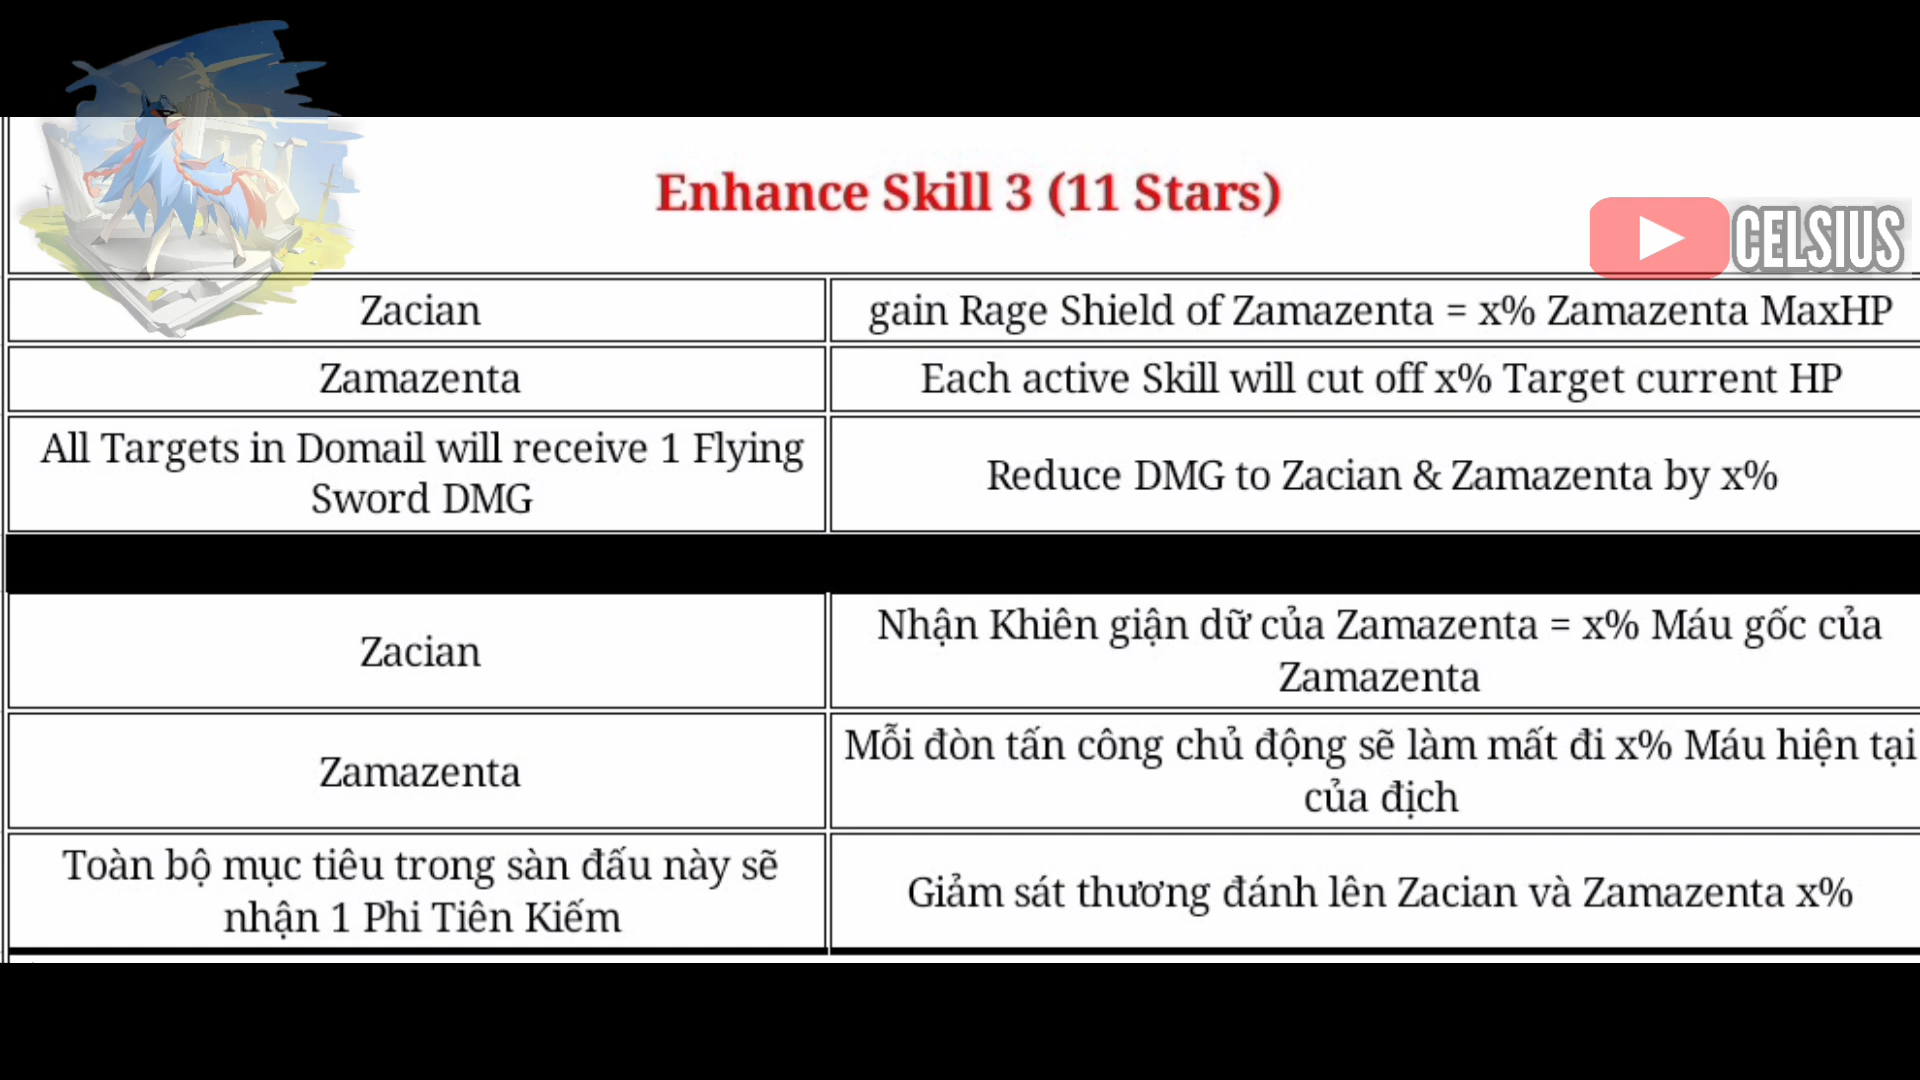 Enhance Skill 3 (11 Stars)
CELSIUS
Zacian
gain Rage Shield of Zamazenta = x% Zamazenta MaxHP
Zamazenta
Each active Skill will cut off x% Target current HP
All Targets in Domail will receive 1 Flying
Sword DMG
Reduce DMG to Zacian & Zamazenta by x%
Zacian
Nhận Khiên giận dữ của Zamazenta = x% Máu gốc của
Zamazenta
Zamazenta
Mỗi đòn tấn công chủ động sẽ làm mất đi x% Máu hiện tại
của địch
Toàn bộ mục tiêu trong sàn đấu này sẽ
nhận 1 Phi Tiên Kiếm
Giảm sát thương đánh lên Zacian và Zamazenta x%